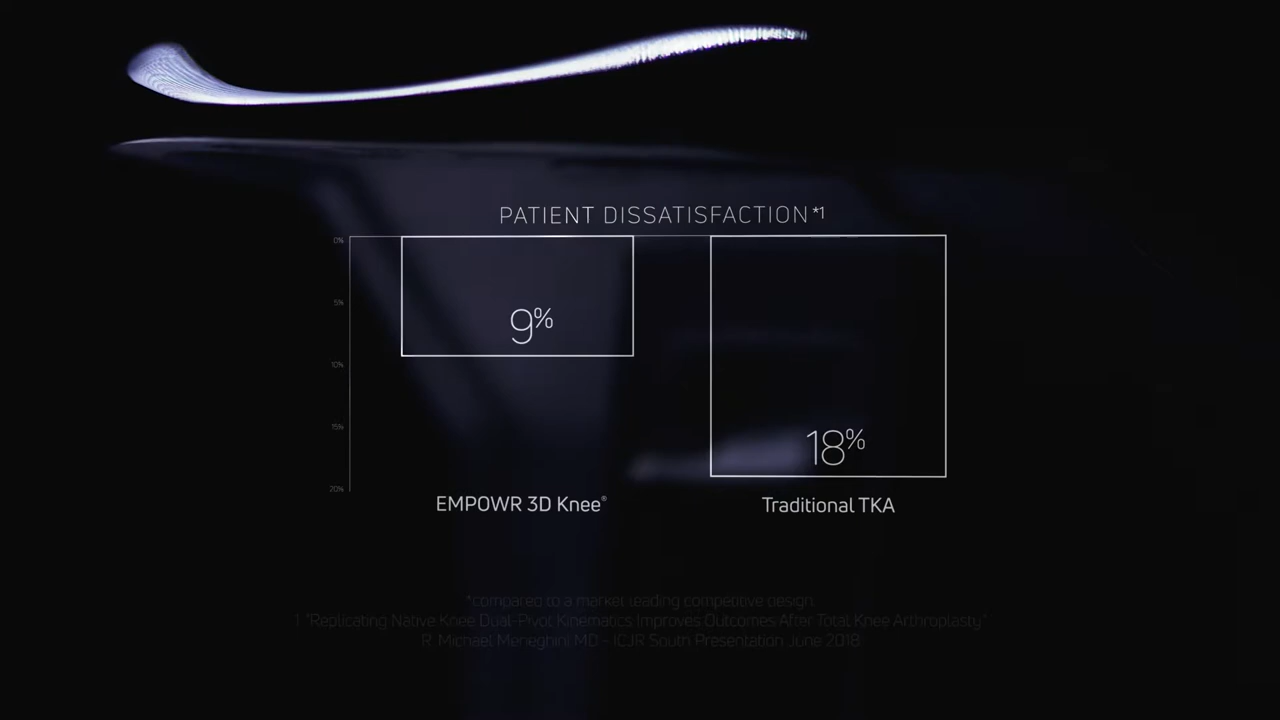 PATIENT DISSATISFACTION*1
0%
5%
10%
15%
20%
9%
18%
EMPOWR 3D Knee®
Traditional TKA
*compared to a market leading competitive design
1 "Replicating Native Knee Dual-Pivot Kinematics Improves Outcomes After Total Knee Arthroplasty"
R. Michael Meneghini MD - ICJR South Presentation June 2018